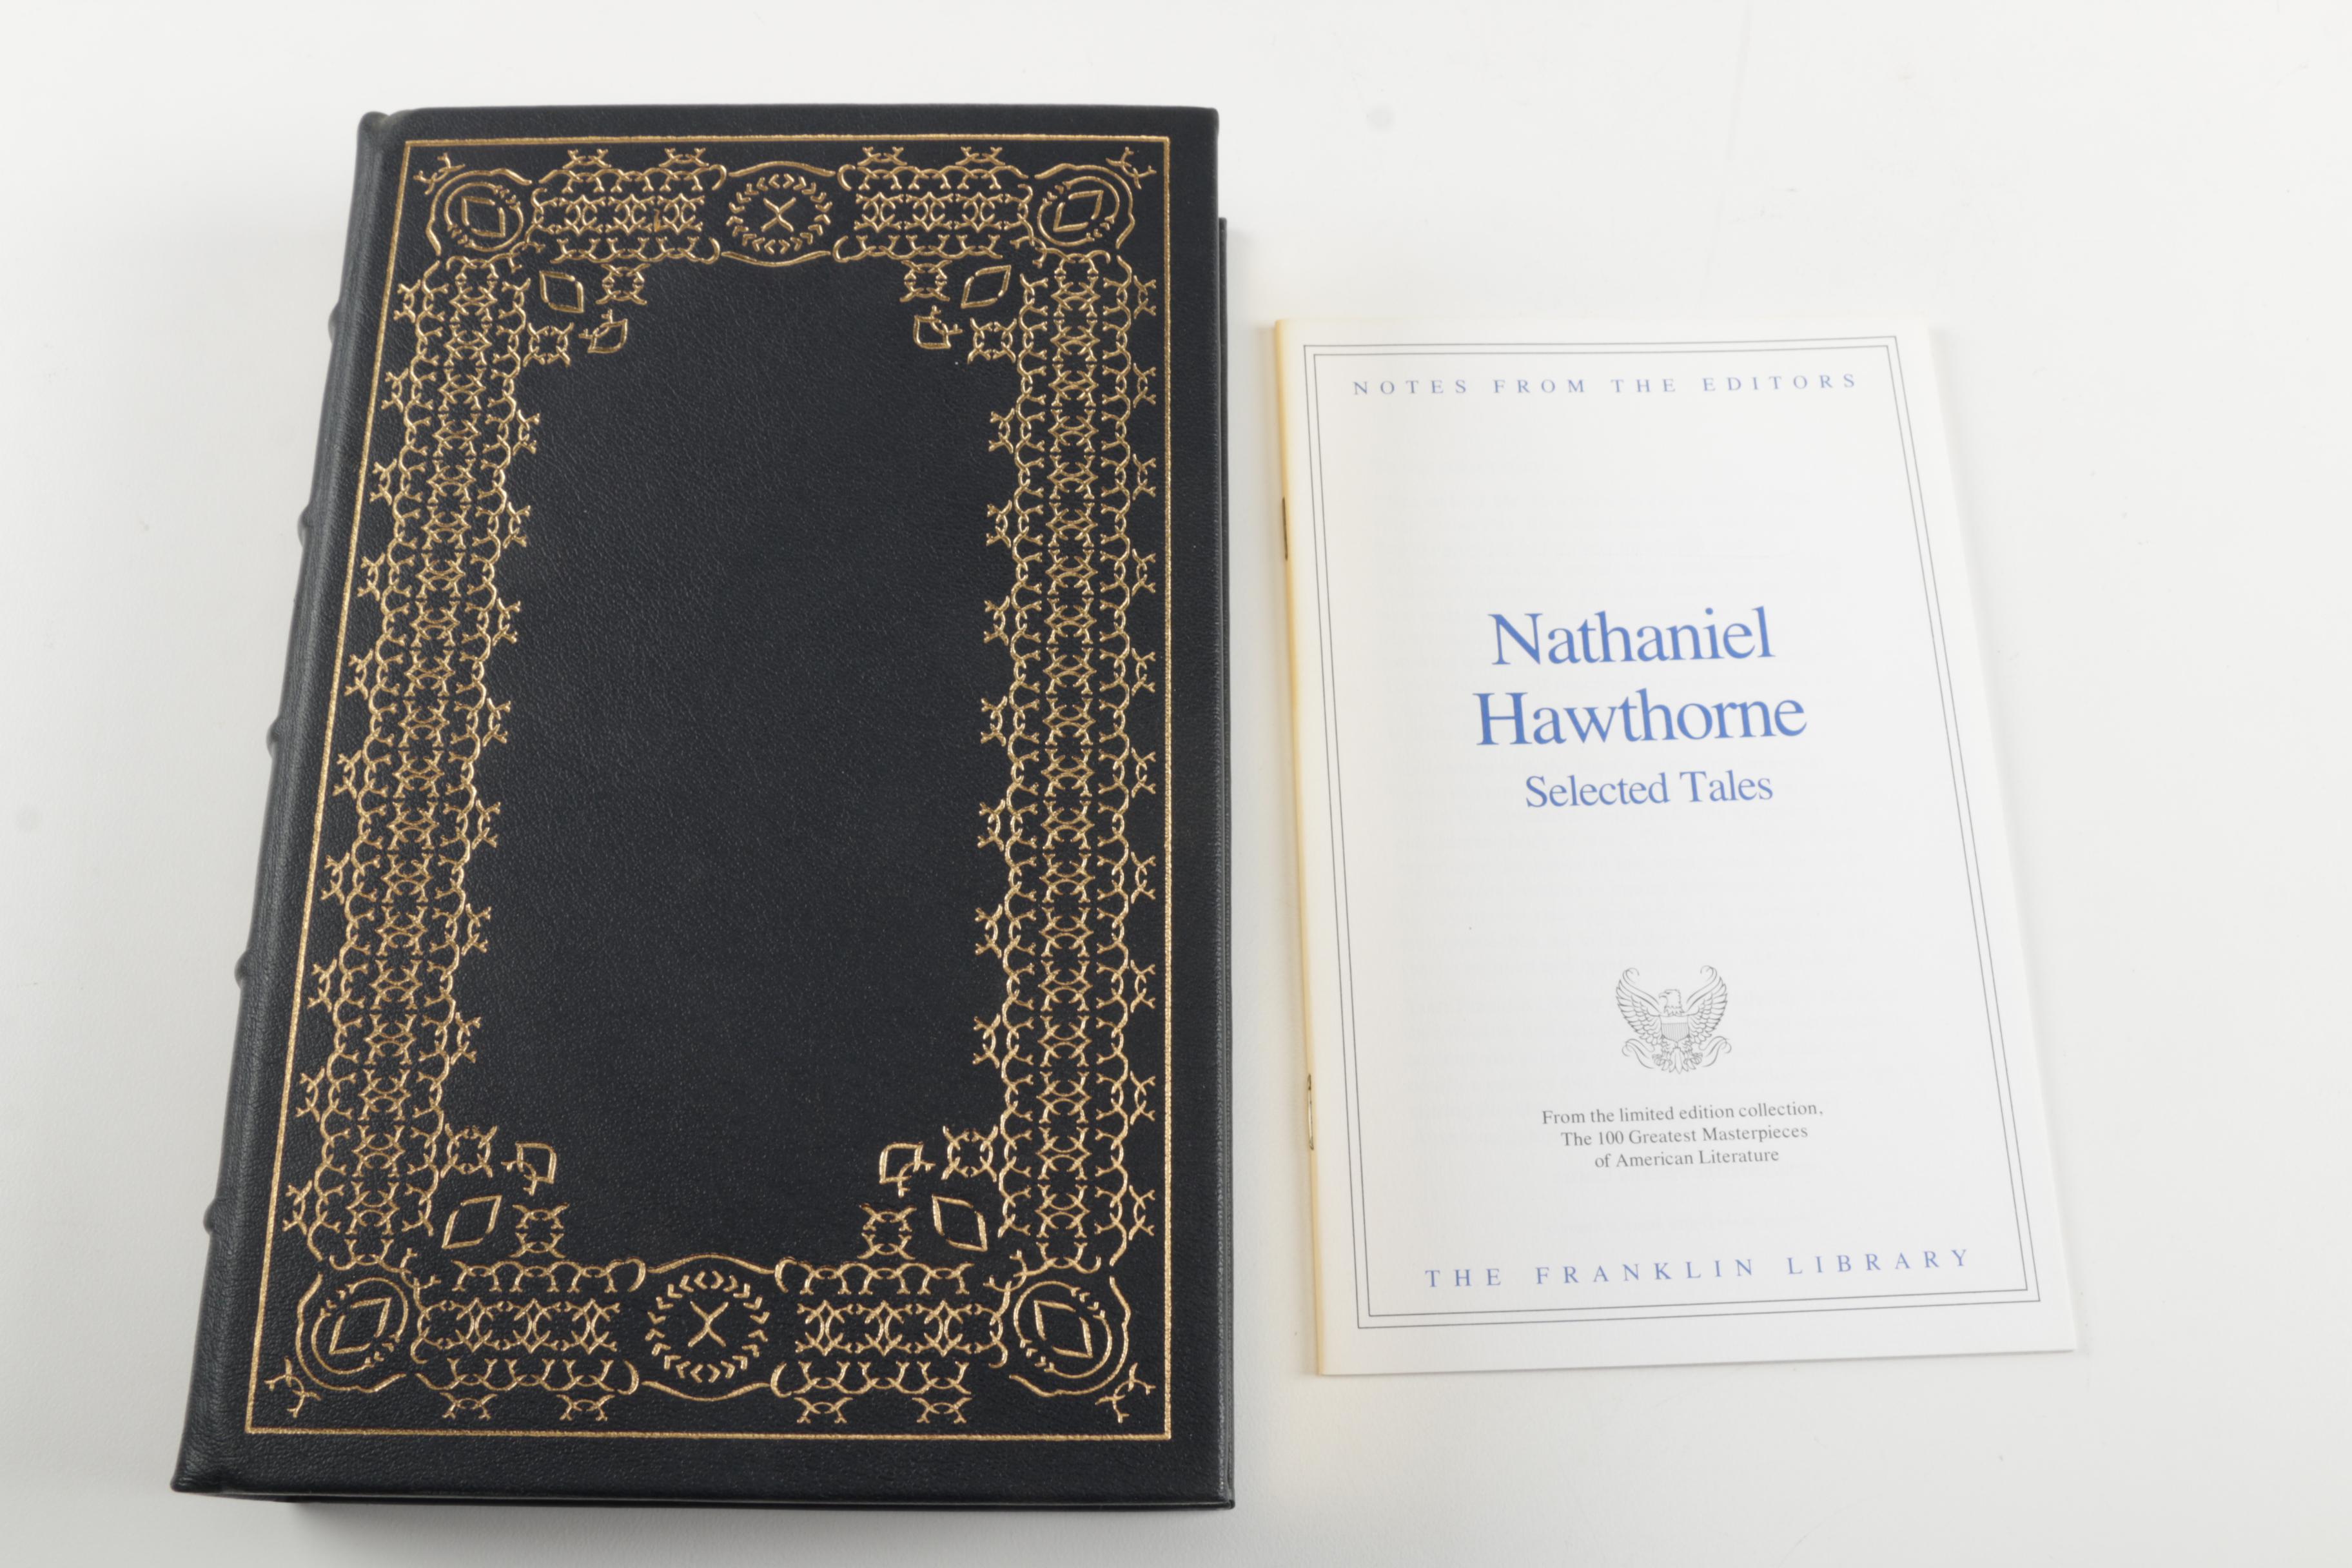 NOTES FROM THE EDITORS
Nathaniel
Hawthorne
Selected Tales
From the limited edition collection,
The 100 Greatest Masterpieces
of American Literature
THE FRANKLIN LIBRARY